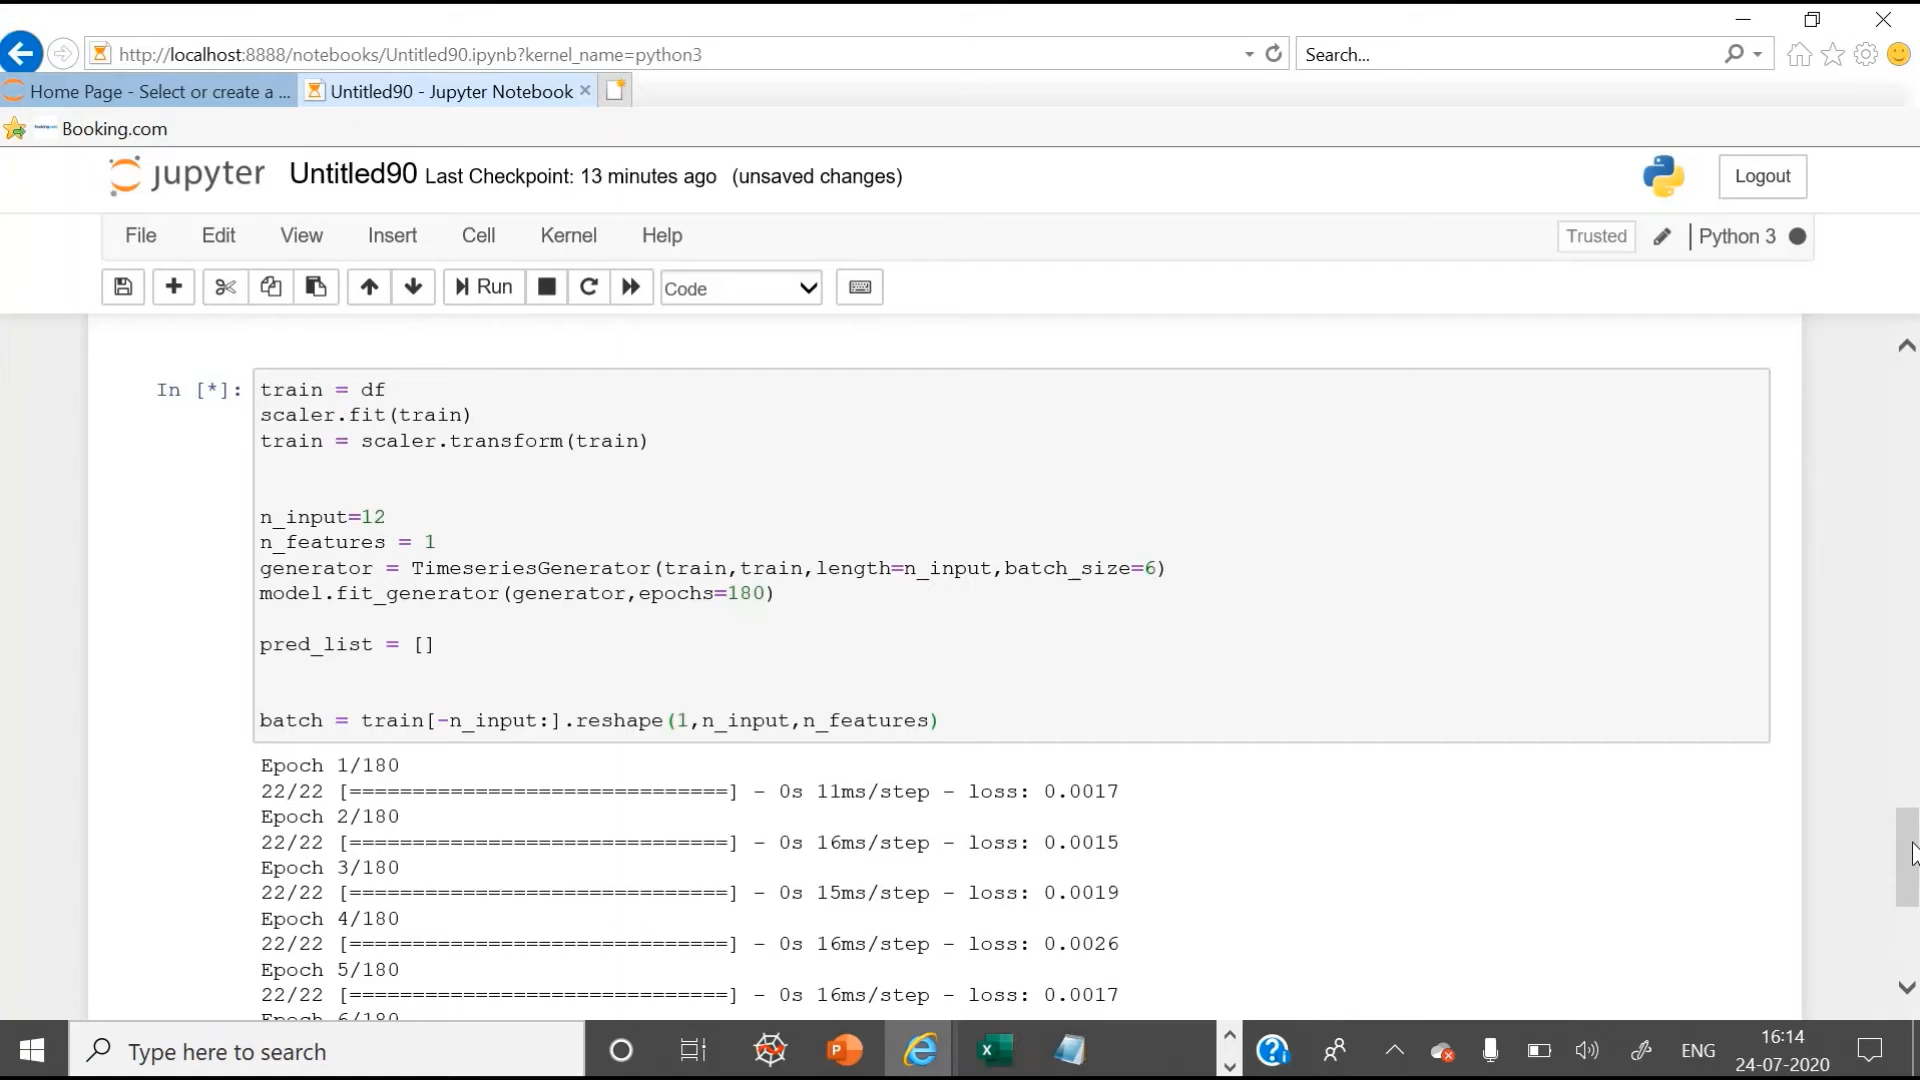 http://localhost:8888/notebooks/Untitled90.ipynb?kernel_name=python3
Search...
Home Page - Select or create a ...
Untitled90 - Jupyter Notebook
Booking.com
jupyter Untitled90 Last Checkpoint: 13 minutes ago (unsaved changes)
Logout
File Edit View Insert Cell Kernel Help
Trusted
Python 3
Run
Code
In [*]:
train = df
scaler.fit(train)
train = scaler.transform(train)
n_input=12
n_features = 1
generator = TimeseriesGenerator(train,train,length=n_input,batch_size=6)
model.fit_generator(generator,epochs=180)
pred_list = []
batch = train[-n_input:].reshape(1,n_input,n_features)
Epoch 1/180
22/22 [==============================] - 0s 11ms/step - loss: 0.0017
Epoch 2/180
22/22 [==============================] - 0s 16ms/step - loss: 0.0015
Epoch 3/180
22/22 [==============================] - 0s 15ms/step - loss: 0.0019
Epoch 4/180
22/22 [==============================] - 0s 16ms/step - loss: 0.0026
Epoch 5/180
22/22 [==============================] - 0s 16ms/step - loss: 0.0017
Epoch 6/180
Type here to search
ENG
16:14
24-07-2020